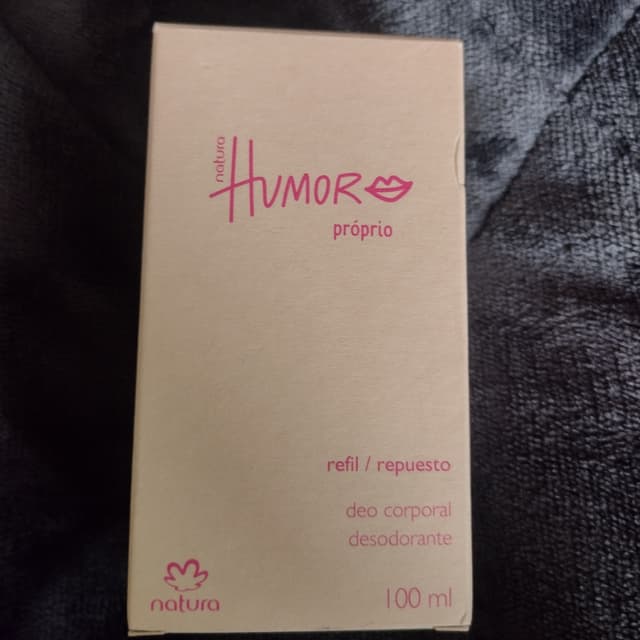 natura
HUMOR
próprio
refil / repuesto
deo corporal
desodorante
natura
100 ml